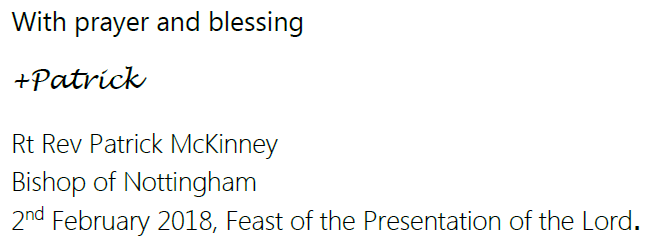 With prayer and blessing
+Patrick
Rt Rev Patrick McKinney
Bishop of Nottingham
2nd February 2018, Feast of the Presentation of the Lord.